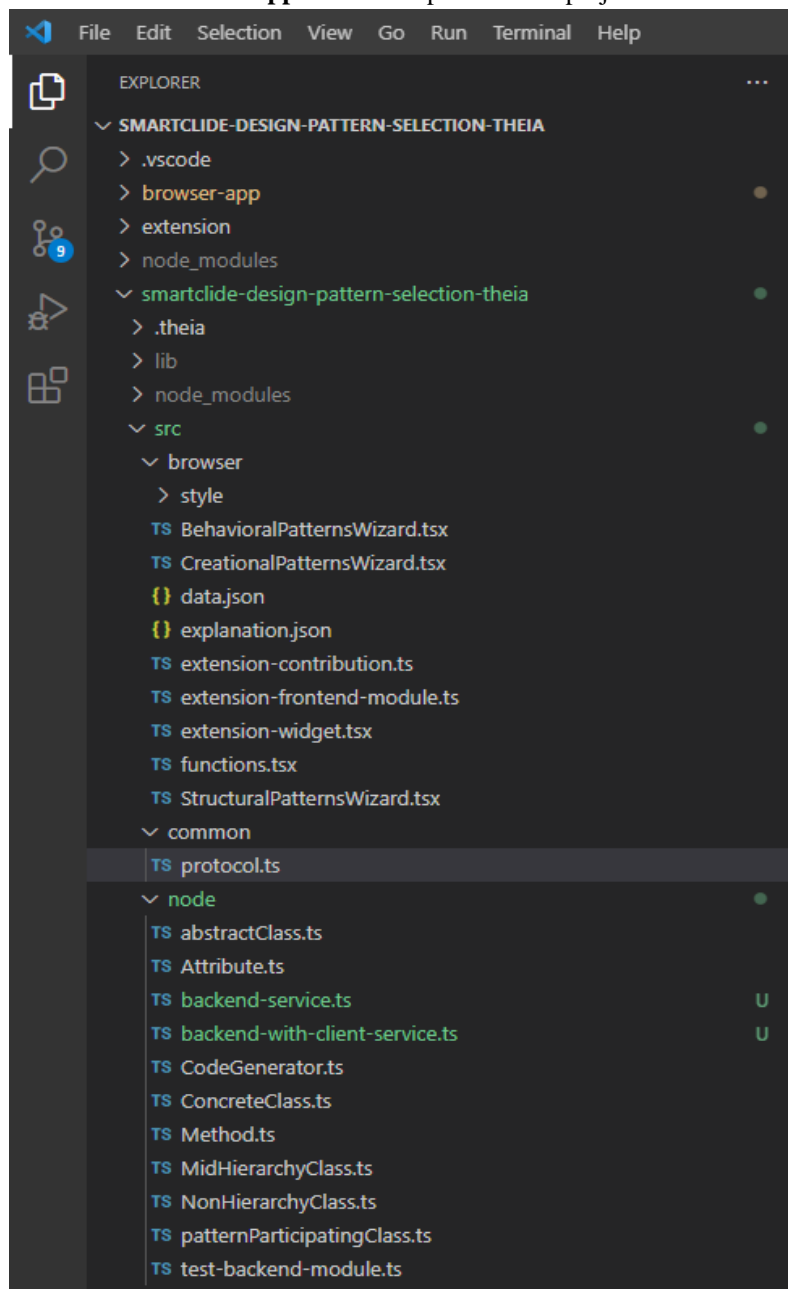 File Edit Selection View Go Run Terminal Help
EXPLORER ...
SMARTCLIDE-DESIGN-PATTERN-SELECTION-THEIA
.vscode
browser-app
extension
9
node_modules
smartclide-design-pattern-selection-theia
.theia
lib
node_modules
src
browser
style
TS BehavioralPatternsWizard.tsx
TS CreationalPatternsWizard.tsx
{} data.json
{} explanation.json
TS extension-contribution.ts
TS extension-frontend-module.ts
TS extension-widget.tsx
TS functions.tsx
TS StructuralPatternsWizard.tsx
common
TS protocol.ts
node
TS abstractClass.ts
TS Attribute.ts
TS backend-service.ts U
TS backend-with-client-service.ts U
TS CodeGenerator.ts
TS ConcreteClass.ts
TS Method.ts
TS MidHierarchyClass.ts
TS NonHierarchyClass.ts
TS patternParticipatingClass.ts
TS test-backend-module.ts